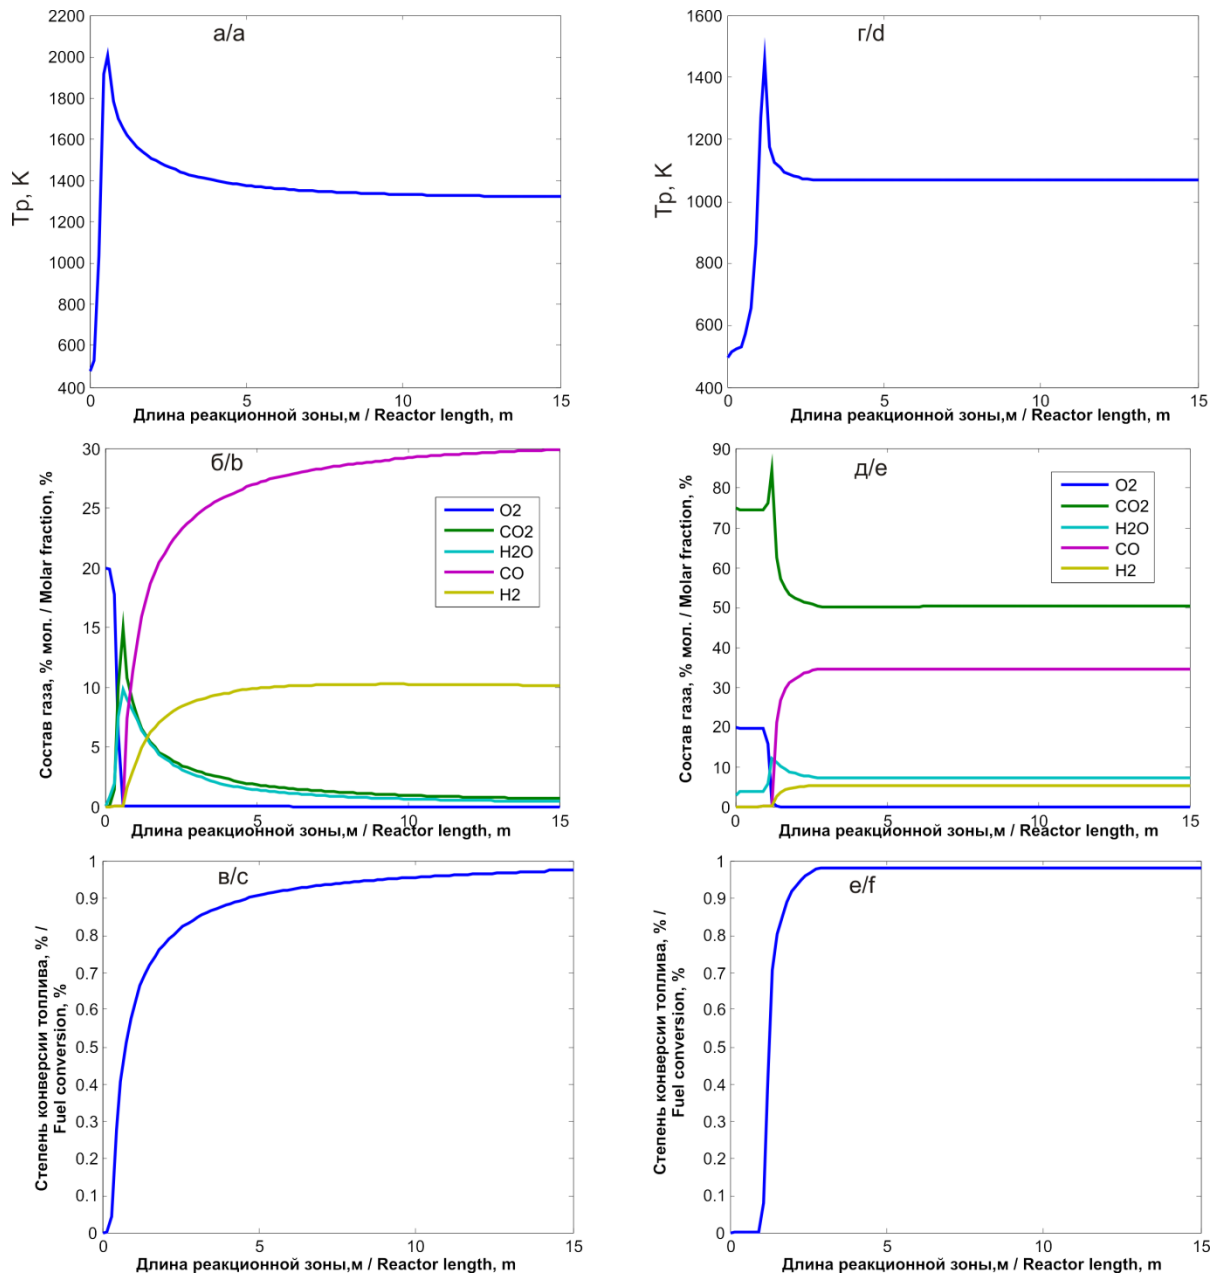 а/a
2200
2000
1800
1600
1400
1200
1000
800
600
400
Тр, К
0 5 10 15
Длина реакционной зоны,м / Reactor length, m
г/d
1600
1400
1200
1000
800
600
400
Тр, К
0 5 10 15
Длина реакционной зоны,м / Reactor length, m
б/b
30
25
20
15
10
5
0
Состав газа, % мол. / Molar fraction, %
O2
CO2
H2O
CO
H2
0 5 10 15
Длина реакционной зоны,м / Reactor length, m
д/e
90
80
70
60
50
40
30
20
10
0
Состав газа, % мол. / Molar fraction, %
O2
CO2
H2O
CO
H2
0 5 10 15
Длина реакционной зоны,м / Reactor length, m
в/c
1
0.9
0.8
0.7
0.6
0.5
0.4
0.3
0.2
0.1
0
Степень конверсии топлива, % /
Fuel conversion, %
0 5 10 15
Длина реакционной зоны,м / Reactor length, m
е/f
1
0.9
0.8
0.7
0.6
0.5
0.4
0.3
0.2
0.1
0
Степень конверсии топлива, % /
Fuel conversion, %
0 5 10 15
Длина реакционной зоны,м / Reactor length, m